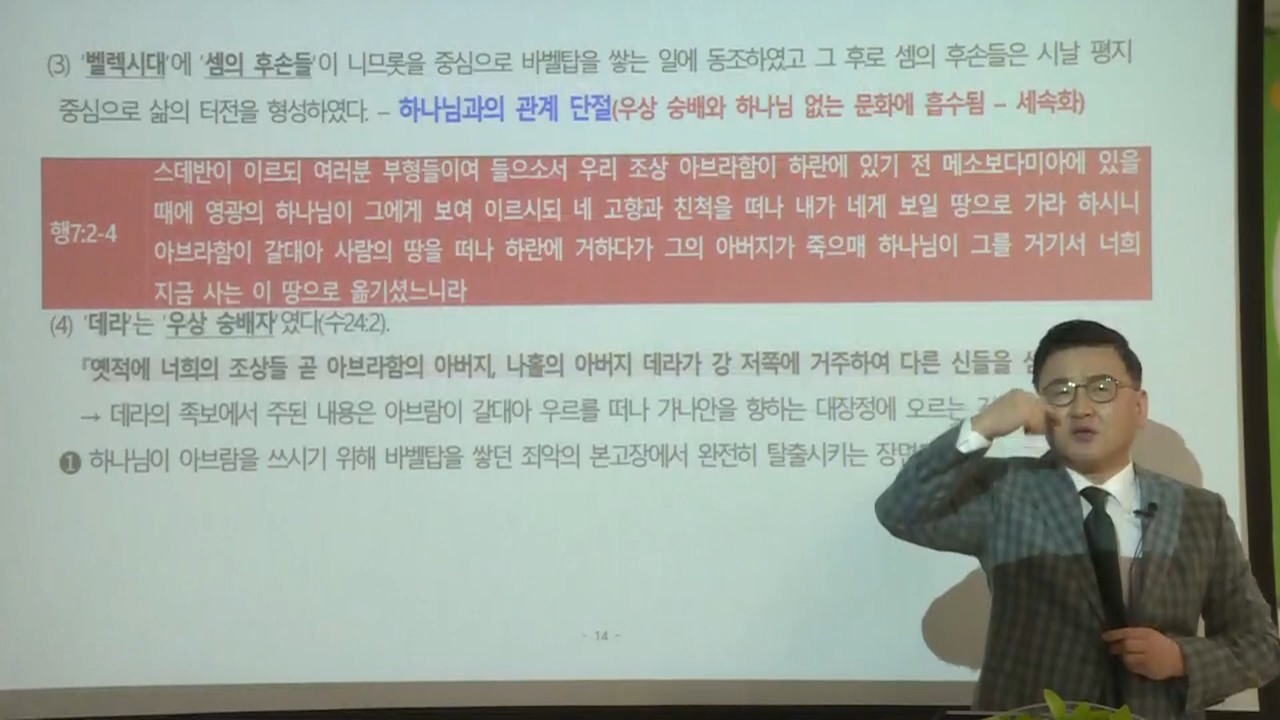 (3) '벨렉시대'에 '셈의 후손들'이 니므롯을 중심으로 바벨탑을 쌓는 일에 동조하였고 그 후로 셈의 후손들은 시날 평지
중심으로 삶의 터전을 형성하였다. – 하나님과의 관계 단절(우상 숭배와 하나님 없는 문화에 흡수됨 – 세속화)
행7:2-4
스데반이 이르되 여러분 부형들이여 들으소서 우리 조상 아브라함이 하란에 있기 전 메소보다미아에 있을
때에 영광의 하나님이 그에게 보여 이르시되 네 고향과 친척을 떠나 내가 네게 보일 땅으로 가라 하시니
아브라함이 갈대아 사람의 땅을 떠나 하란에 거하다가 그의 아버지가 죽으매 하나님이 그를 거기서 너희
지금 사는 이 땅으로 옮기셨느니라
(4) '데라'는 '우상 숭배자'였다(수24:2).
『옛적에 너희의 조상들 곧 아브라함의 아버지, 나홀의 아버지 데라가 강 저쪽에 거주하여 다른 신들을
→ 데라의 족보에서 주된 내용은 아브람이 갈대아 우르를 떠나 가나안을 향하는 대장정에 오르는
❶ 하나님이 아브람을 쓰시기 위해 바벨탑을 쌓던 죄악의 본고장에서 완전히 탈출시키는
- 14 -